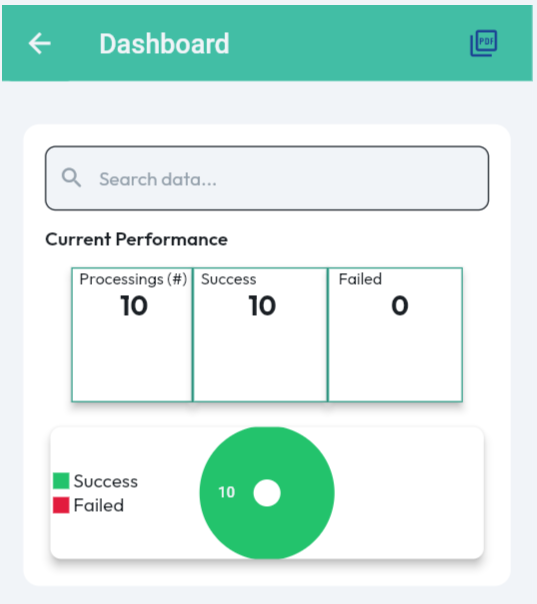 Dashboard
PDF
Search data...
Current Performance
Processings (#) Success Failed
10 10 0
10
Success
Failed